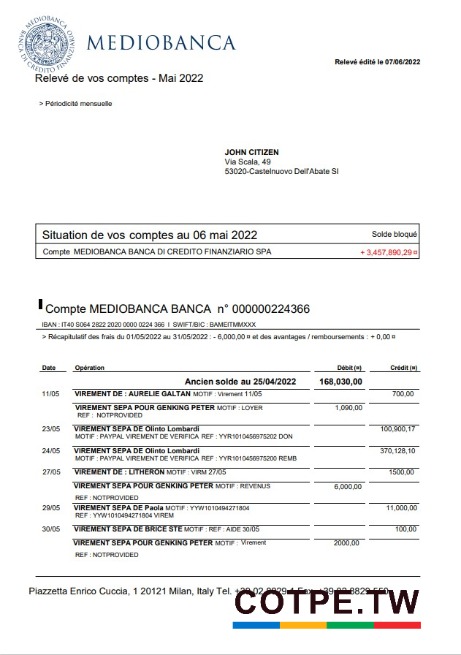 MEDIOBANCA
Relevé édité le 07/06/2022
Relevé de vos comptes - Mai 2022
> Périodicité mensuelle
JOHN CITIZEN
Via Scala, 49
53020-Castelnuovo Dell'Abate SI
Situation de vos comptes au 06 mai 2022 Solde bloqué
Compte MEDIOBANCA BANCA DI CREDITO FINANZIARIO SPA + 3,457,890,29 ¤
Compte MEDIOBANCA BANCA n° 000000224366
IBAN : IT40 S064 2822 2020 0000 0224 366 I SWIFT/BIC : BAMEITMMXXX
> Récapitulatif des frais du 01/05/2022 au 31/05/2022 : - 6,000,00 ¤ et des avantages / remboursements : + 0,00 ¤
Date Opération Débit (¤) Crédit (¤)
Ancien solde au 25/04/2022 168,030,00
11/05 VIREMENT DE : AURELIE GALTAN MOTIF : Virement 11/05 700,00
VIREMENT SEPA POUR GENKING PETER MOTIF : LOYER 1,090,00
REF : NOTPROVIDED
23/05 VIREMENT SEPA DE Olinto Lombardi 100,900,17
MOTIF : PAYPAL VIREMENT DE VERIFICA REF : YYR1010456975202 DON
24/05 VIREMENT SEPA DE Olinto Lombardi 370,128,10
MOTIF : PAYPAL VIREMENT DE VERIFICA REF : YYR1010456975200 REMB
27/05 VIREMENT DE : LITHERON MOTIF : VIRM 27/05 1500,00
VIREMENT SEPA POUR GENKING PETER MOTIF : REVENUS 6,000,00
REF : NOTPROVIDED
29/05 VIREMENT SEPA DE Paola MOTIF : YYW1010494271804 11,000,00
REF : YYW1010494271804 VIREM
30/05 VIREMENT SEPA DE BRICE STE MOTIF : REF : AIDE 30/05 100,00
VIREMENT SEPA POUR GENKING PETER MOTIF : Virement 2000,00
REF : NOTPROVIDED
Piazzetta Enrico Cuccia, 1 20121 Milan, Italy Tel.
COTPE.TW